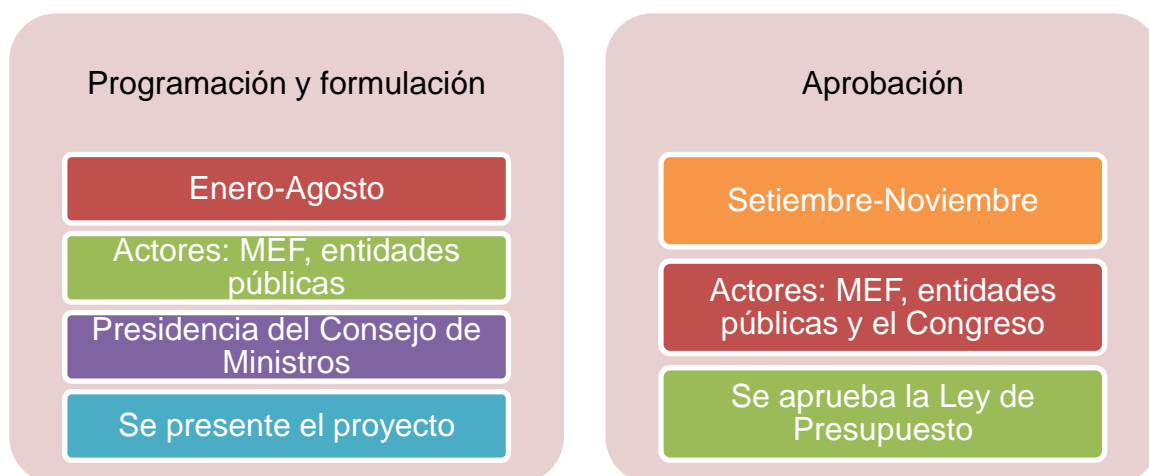 Programación y formulación
Enero-Agosto
Actores: MEF, entidades
públicas
Presidencia del Consejo de
Ministros
Se presente el proyecto
Aprobación
Setiembre-Noviembre
Actores: MEF, entidades
públicas y el Congreso
Se aprueba la Ley de
Presupuesto